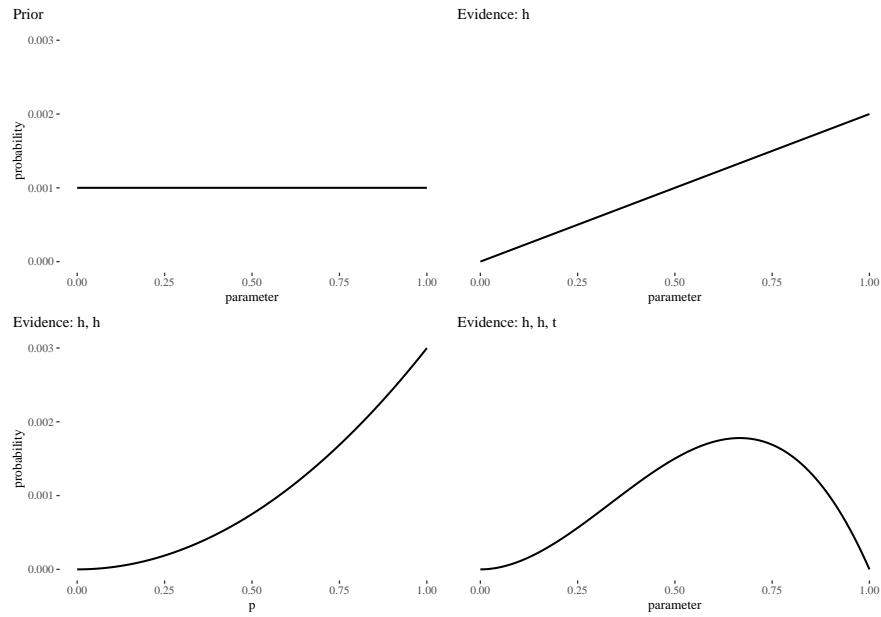 Prior
Evidence: h
0.003
0.002
0.001
0.000
probability
0.00 0.25 0.50 0.75 1.00
parameter
0.00 0.25 0.50 0.75 1.00
parameter
Evidence: h, h
Evidence: h, h, t
0.003
0.002
0.001
0.000
probability
0.00 0.25 0.50 0.75 1.00
p
0.00 0.25 0.50 0.75 1.00
parameter